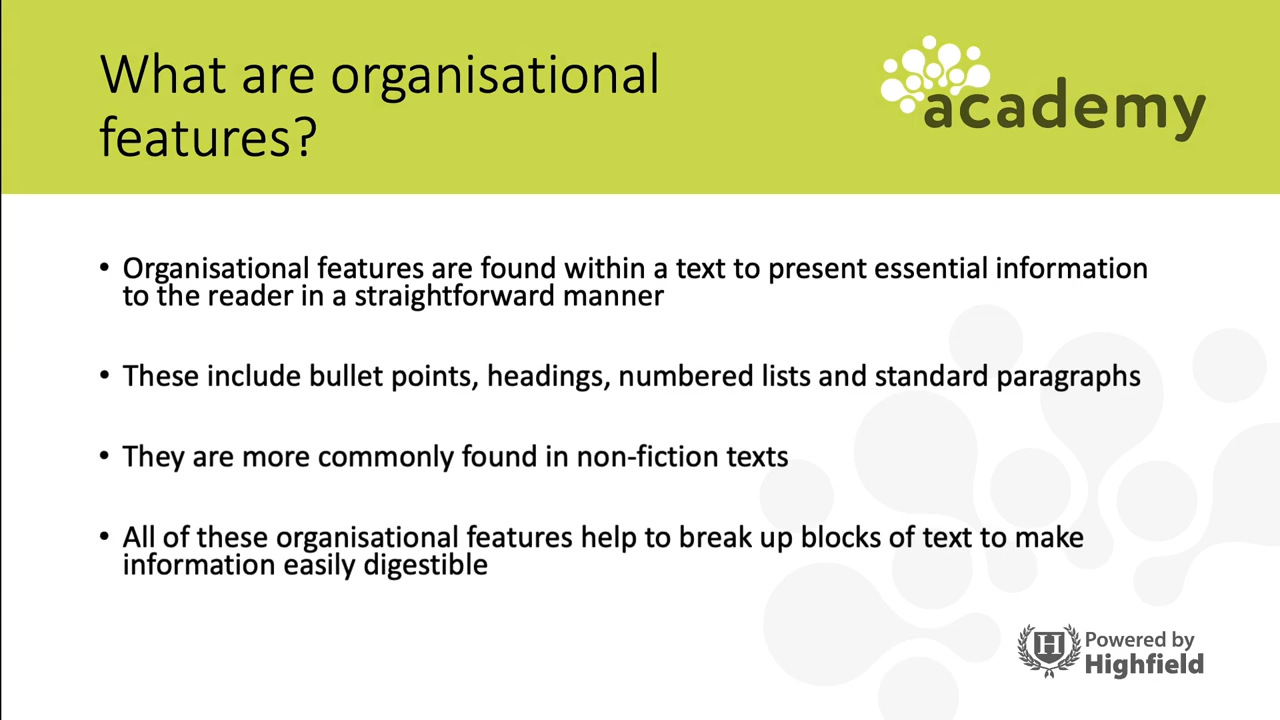 What are organisational
features?
academy
• Organisational features are found within a text to present essential information
to the reader in a straightforward manner
• These include bullet points, headings, numbered lists and standard paragraphs
• They are more commonly found in non-fiction texts
• All of these organisational features help to break up blocks of text to make
information easily digestible
H
Powered by
Highfield